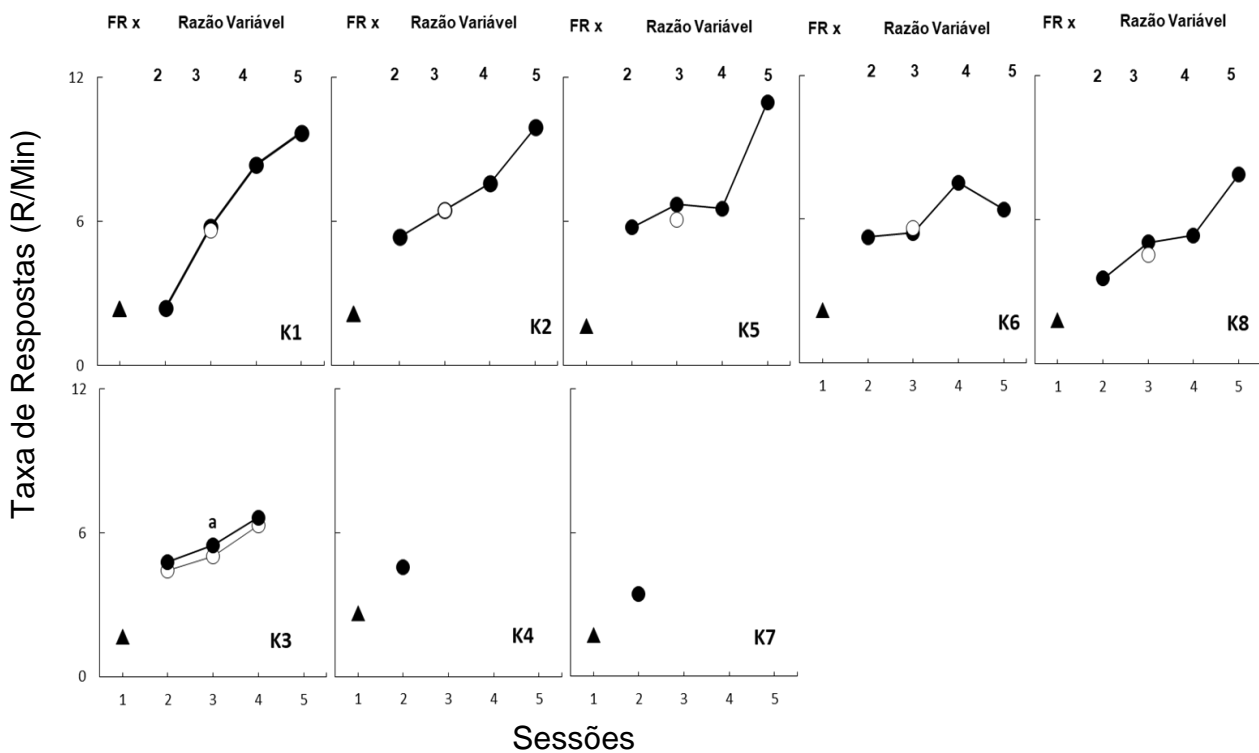 FR x Razão Variável
FR x Razão Variável
FR x Razão Variável
FR x Razão Variável
FR x Razão Variável
2 3 4 5
2 3 4 5
2 3 4 5
2 3 4 5
2 3 4 5
12
6
0
K1
K2
K5
K6
K8
1 2 3 4 5
1 2 3 4 5
12
6
0
a
K3
K4
K7
1 2 3 4 5
1 2 3 4 5
1 2 3 4 5
Taxa de Respostas (R/Min)
Sessões